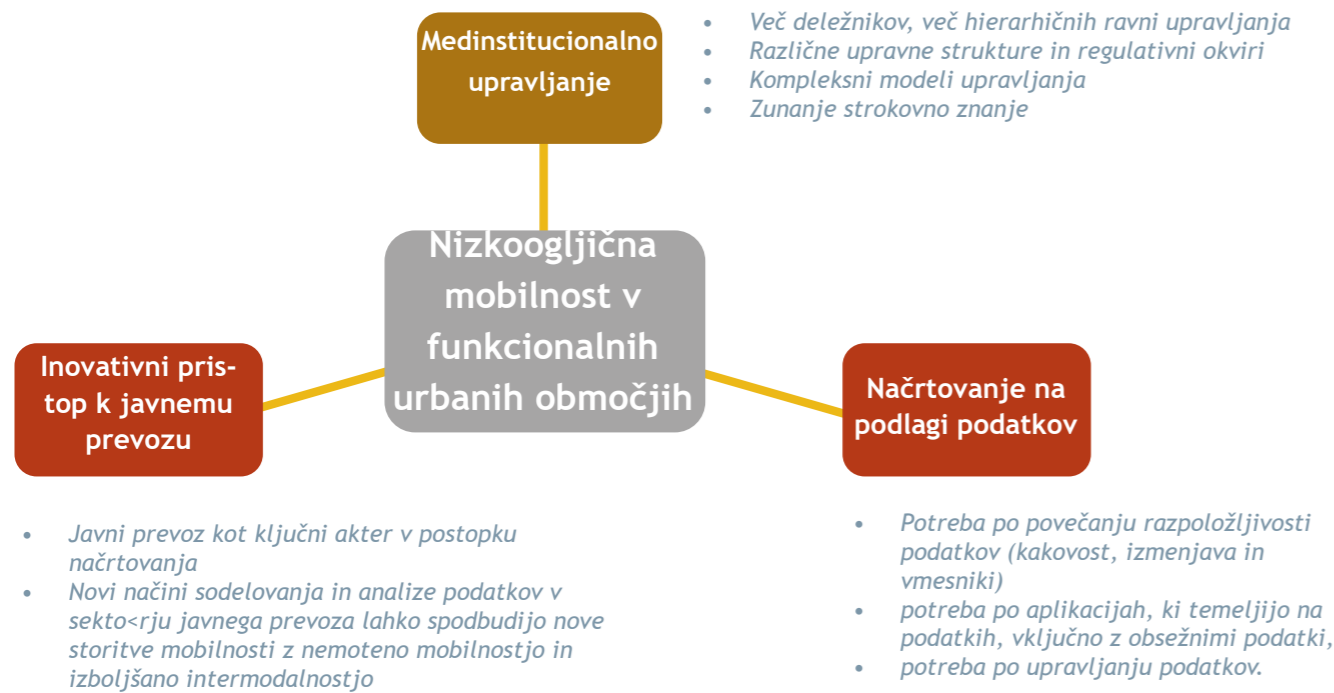 Medinstitucionalno
upravljanje
• Več deležnikov, več hierarhičnih ravni upravljanja
• Različne upravne strukture in regulativni okviri
• Kompleksni modeli upravljanja
• Zunanje strokovno znanje
Nizkoogljična
mobilnost v
funkcionalnih
urbanih območjih
Inovativni pris-
top k javnemu
prevozu
Načrtovanje na
podlagi podatkov
• Javni prevoz kot ključni akter v postopku
načrtovanja
• Novi načini sodelovanja in analize podatkov v
sekto<rju javnega prevoza lahko spodbudijo nove
storitve mobilnosti z nemoteno mobilnostjo in
izboljšano intermodalnostjo
• Potreba po povečanju razpoložljivosti
podatkov (kakovost, izmenjava in
vmesniki)
• potreba po aplikacijah, ki temeljijo na
podatkih, vključno z obsežnimi podatki,
• potreba po upravljanju podatkov.